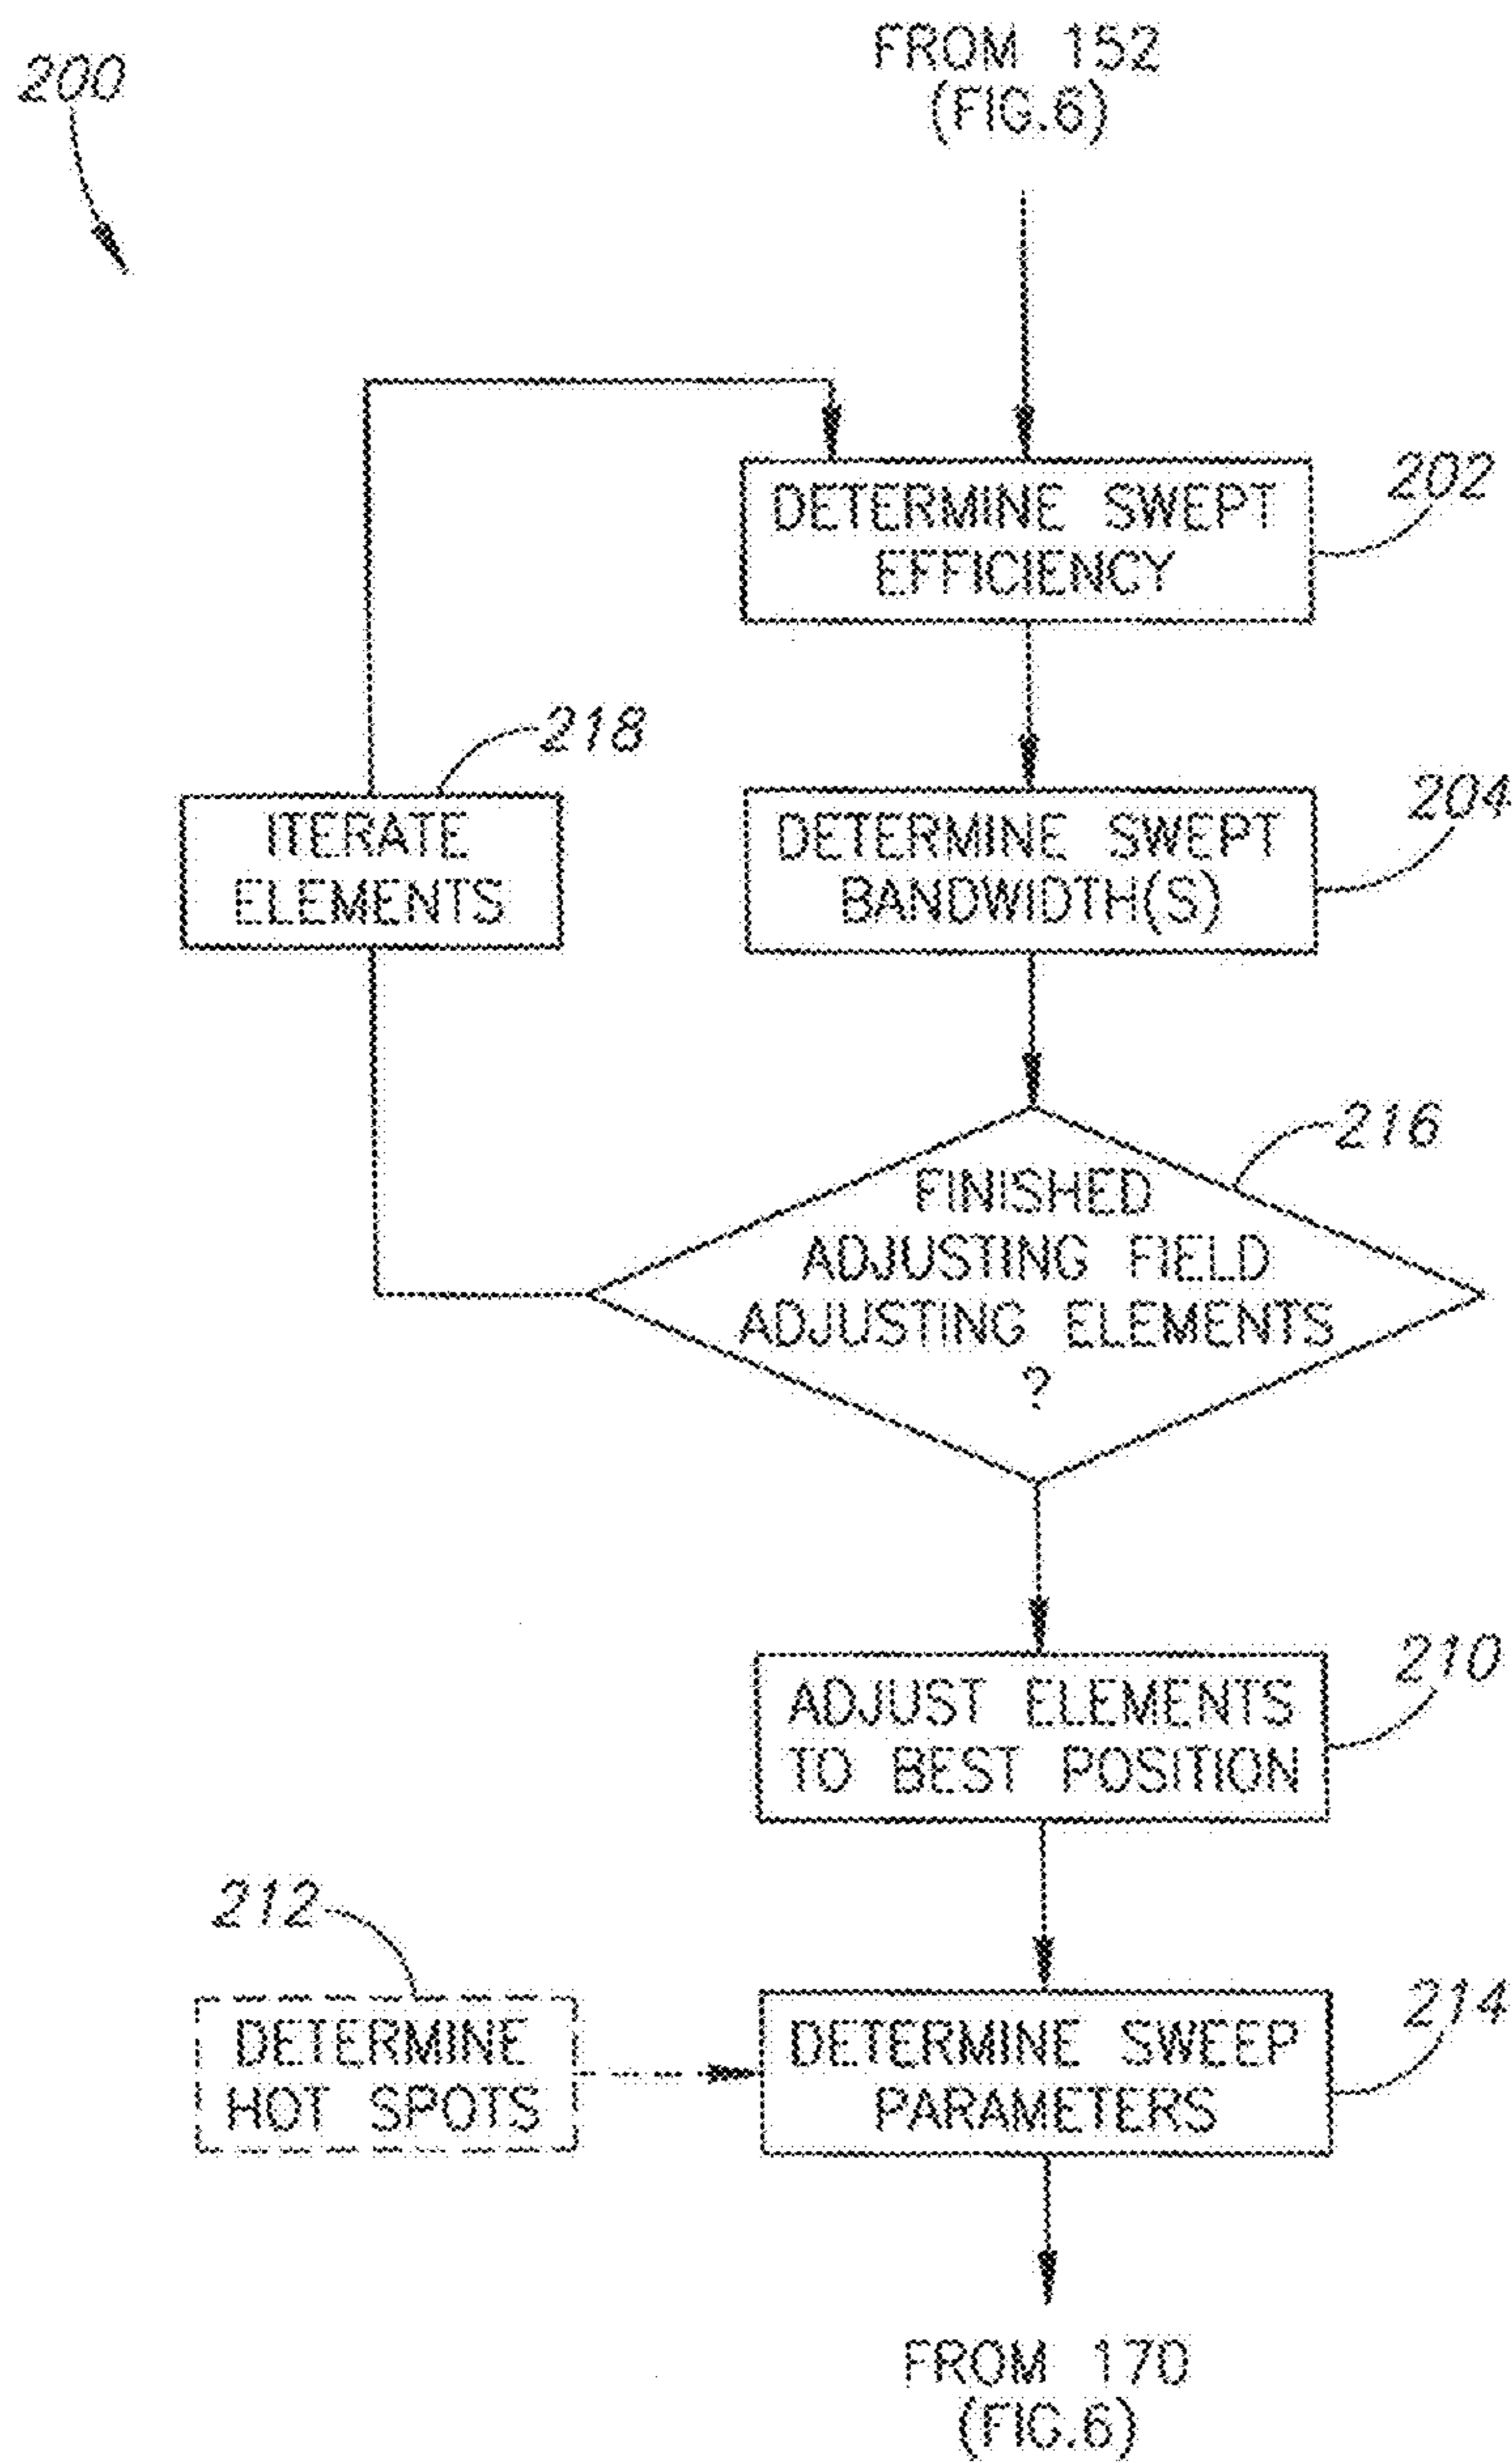 200
FROM 152
(FIG.6)
DETERMINE SWEPT
EFFICIENCY
202
218
ITERATE
ELEMENTS
DETERMINE SWEPT
BANDWIDTH(S)
204
216
FINISHED
ADJUSTING FIELD
ADJUSTING ELEMENTS
?
ADJUST ELEMENTS
TO BEST POSITION
210
212
DETERMINE
HOT SPOTS
DETERMINE SWEEP
PARAMETERS
214
FROM 170
(FIG.6)